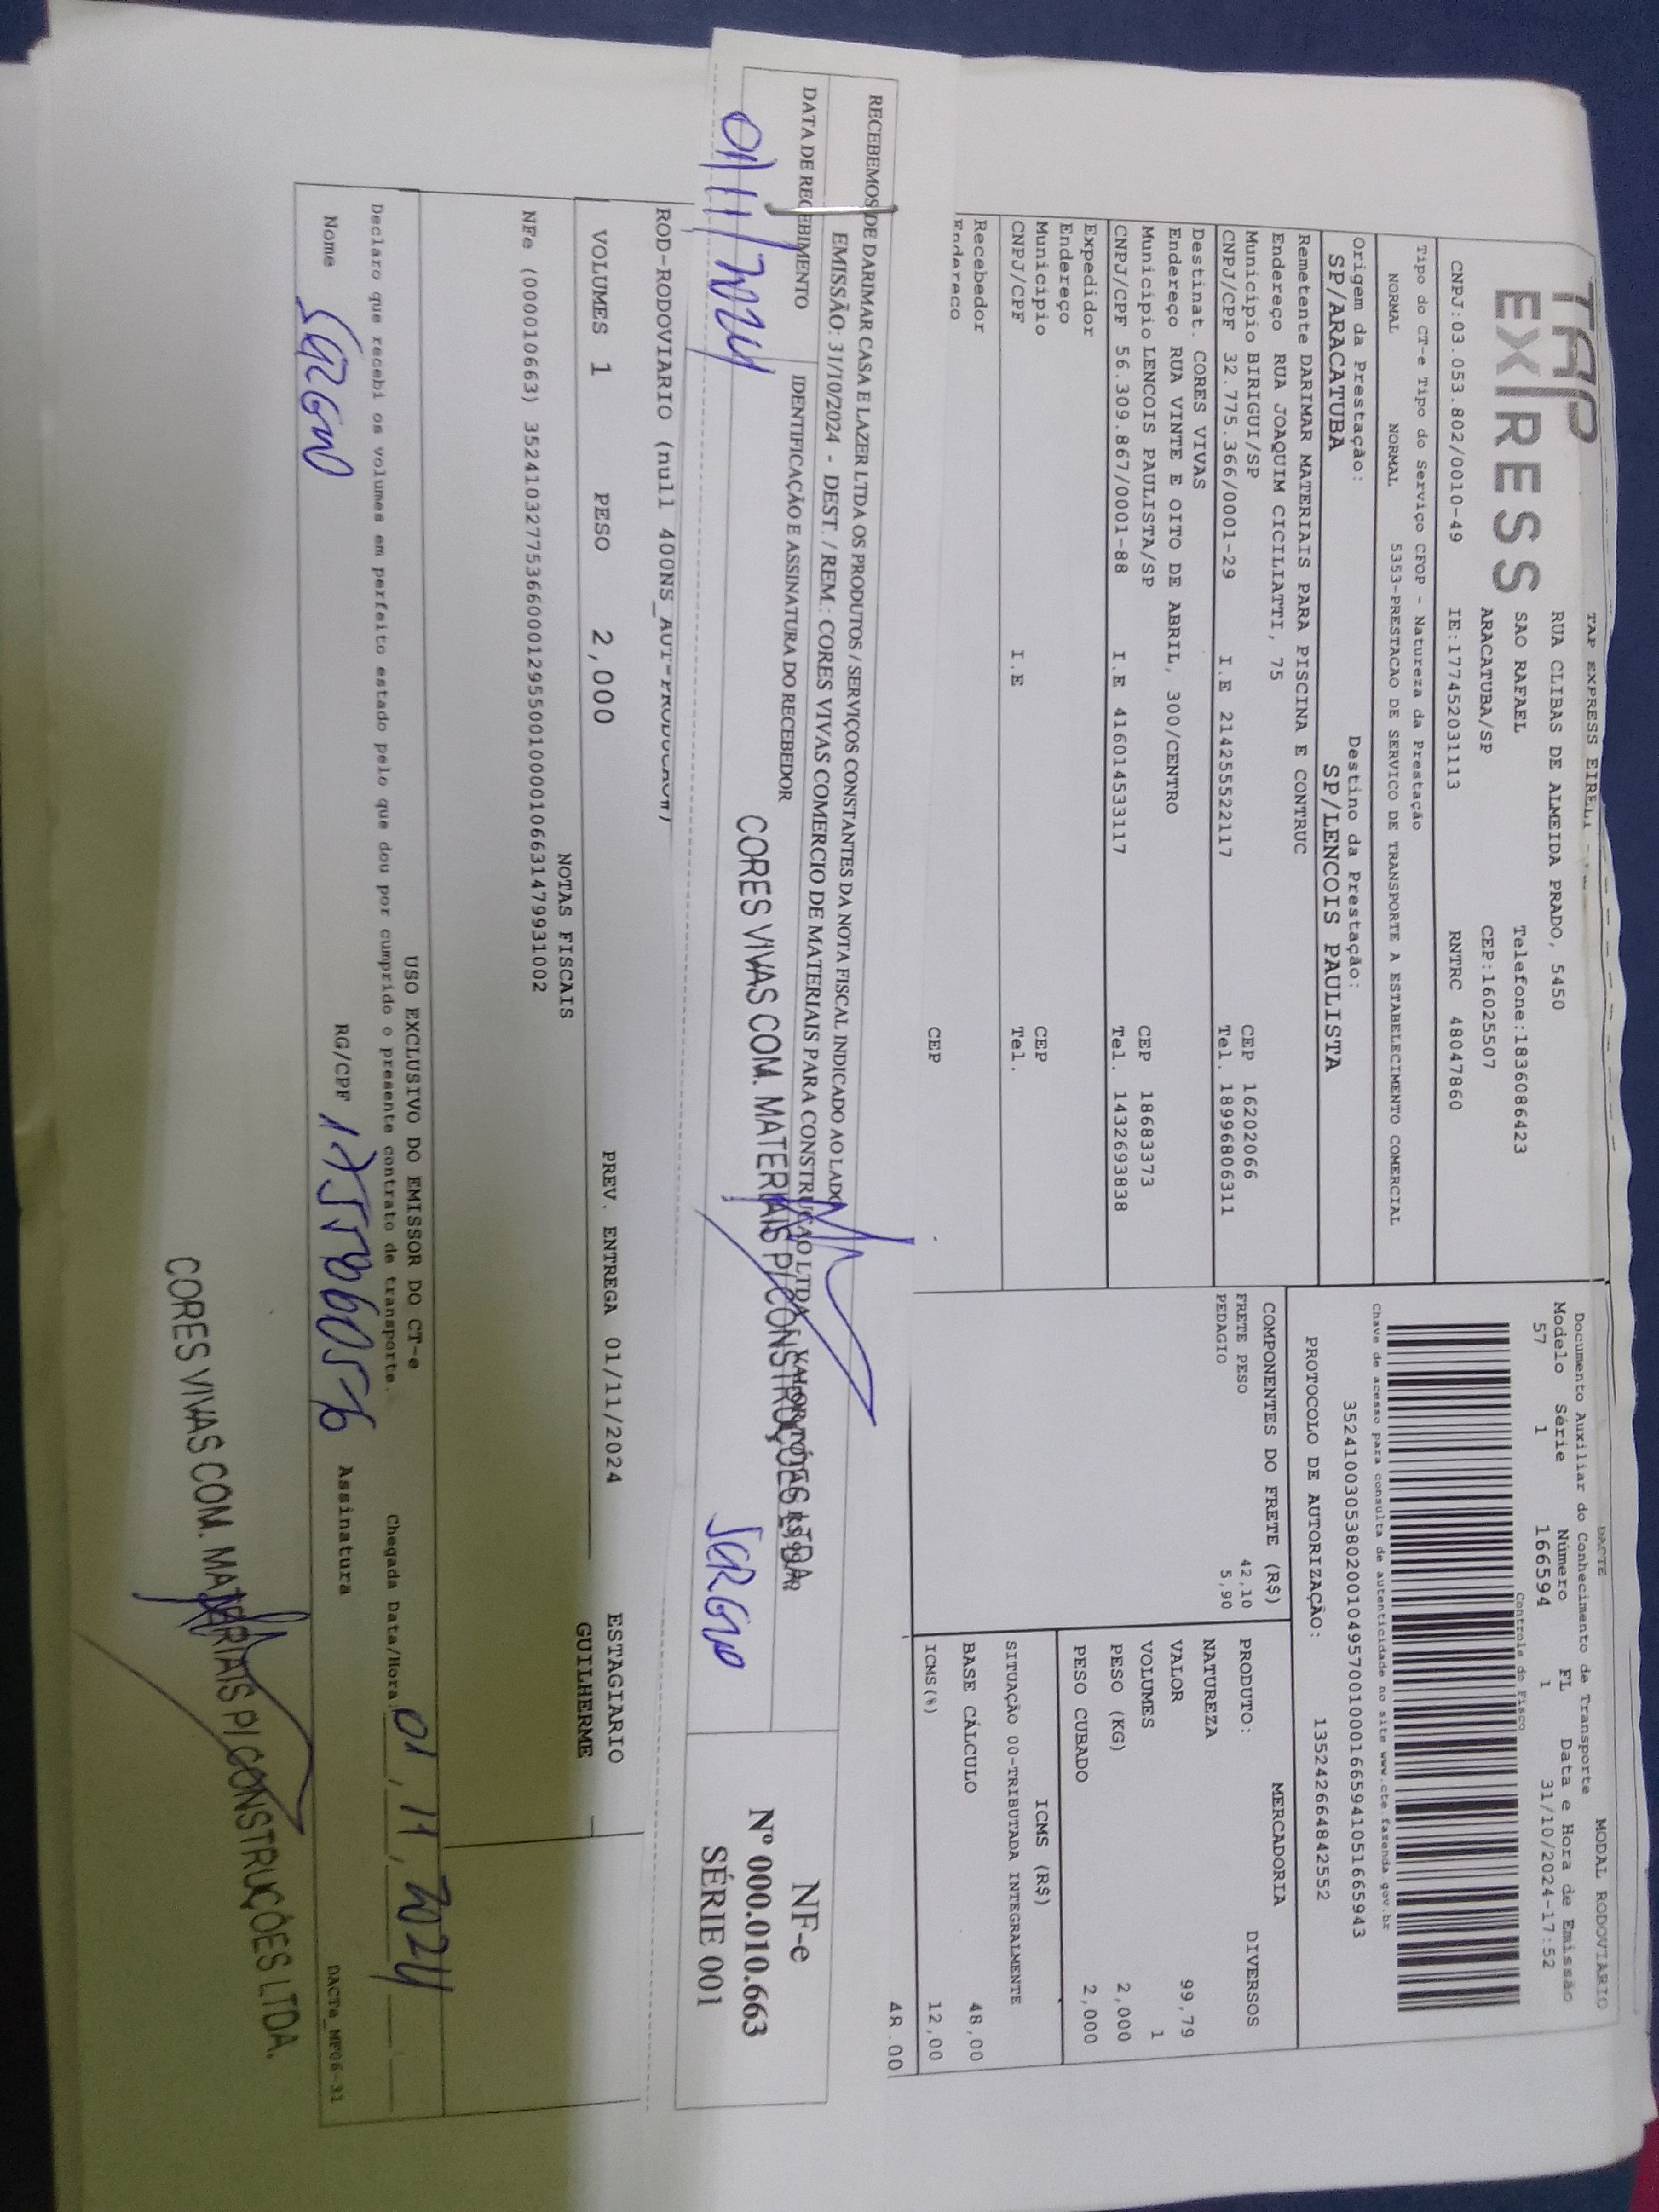 TAP
EXPRESS
TAP EXPRESS EIRELI
RUA CLIBAS DE ALMEIDA PRADO, 5450
SAO RAFAEL Telefone:1836086423
ARACATUBA/SP CEP:16025507
CNPJ:03.053.802/0010-49 IE:177452031113 RNTRC 48047860
DACTE MODAL RODOVIARIO
Documento Auxiliar do Conhecimento de Transporte
Modelo Série Número FL Data e Hora de Emissão
57 1 166594 1 31/10/2024-17:52
Controle do Fisco
Chave de acesso para consulta de autenticidade no site www.cte.fazenda.gov.br
35241003053802001049570010001665941051665943
PROTOCOLO DE AUTORIZAÇÃO: 135242664842552
Tipo do CT-e Tipo do Serviço CFOP - Natureza da Prestação
NORMAL NORMAL 5353-PRESTACAO DE SERVICO DE TRANSPORTE A ESTABELECIMENTO COMERCIAL
Origem da Prestação: Destino da Prestação:
SP/ARACATUBA SP/LENCOIS PAULISTA
Remetente DARIMAR MATERIAIS PARA PISCINA E CONTRUC
Endereço RUA JOAQUIM CICILIATTI, 75
Município BIRIGUI/SP CEP 16202066
CNPJ/CPF 32.775.366/0001-29 I.E 214255522117 Tel. 18996806311
Destinat. CORES VIVAS
Endereço RUA VINTE E OITO DE ABRIL, 300/CENTRO
Município LENCOIS PAULISTA/SP CEP 18683373
CNPJ/CPF 56.309.867/0001-88 I.E 416014533117 Tel. 1432693838
Expedidor
Endereço
Município CEP
CNPJ/CPF I.E Tel.
Recebedor
Endereço CEP
COMPONENTES DO FRETE (R$)
FRETE PESO 42,10
PEDAGIO 5,90
MERCADORIA
PRODUTO: DIVERSOS
NATUREZA
VALOR 99,79
VOLUMES 1
PESO (KG) 2,000
PESO CUBADO 2,000
ICMS (R$)
SITUAÇÃO 00-TRIBUTADA INTEGRALMENTE
BASE CÁLCULO 48,00
ICMS(%) 12,00
48.00
RECEBEMOS DE DARIMAR CASA E LAZER LTDA OS PRODUTOS / SERVIÇOS CONSTANTES DA NOTA FISCAL INDICADO AO LADO
EMISSÃO: 31/10/2024 - DEST. / REM.: CORES VIVAS COMERCIO DE MATERIAIS PARA CONSTRUCAO LTDA
DATA DE RECEBIMENTO IDENTIFICAÇÃO E ASSINATURA DO RECEBEDOR
01/11/2024
CORES VIVAS COM. MATERIAIS P/ CONSTRUÇÕES LTDA.
SERGIO
NF-e
Nº 000.010.663
SÉRIE 001
ROD-RODOVIARIO (null 400NS_AUT-PRODUCAO#)
VOLUMES 1 PESO 2,000 PREV. ENTREGA 01/11/2024 ESTAGIARIO
GUILHERME
NOTAS FISCAIS
NFe (000010663) 35241032775366000129550010000106631479931002
USO EXCLUSIVO DO EMISSOR DO CT-e
Declaro que recebi os volumes em perfeito estado pelo que dou por cumprido o presente contrato de transporte. Chegada Data/Hora 01, 11, 2024
Nome SERGIO RG/CPF Assinatura
DACTe_MF06-31
CORES VIVAS COM. MATERIAIS P/ CONSTRUÇÕES LTDA.